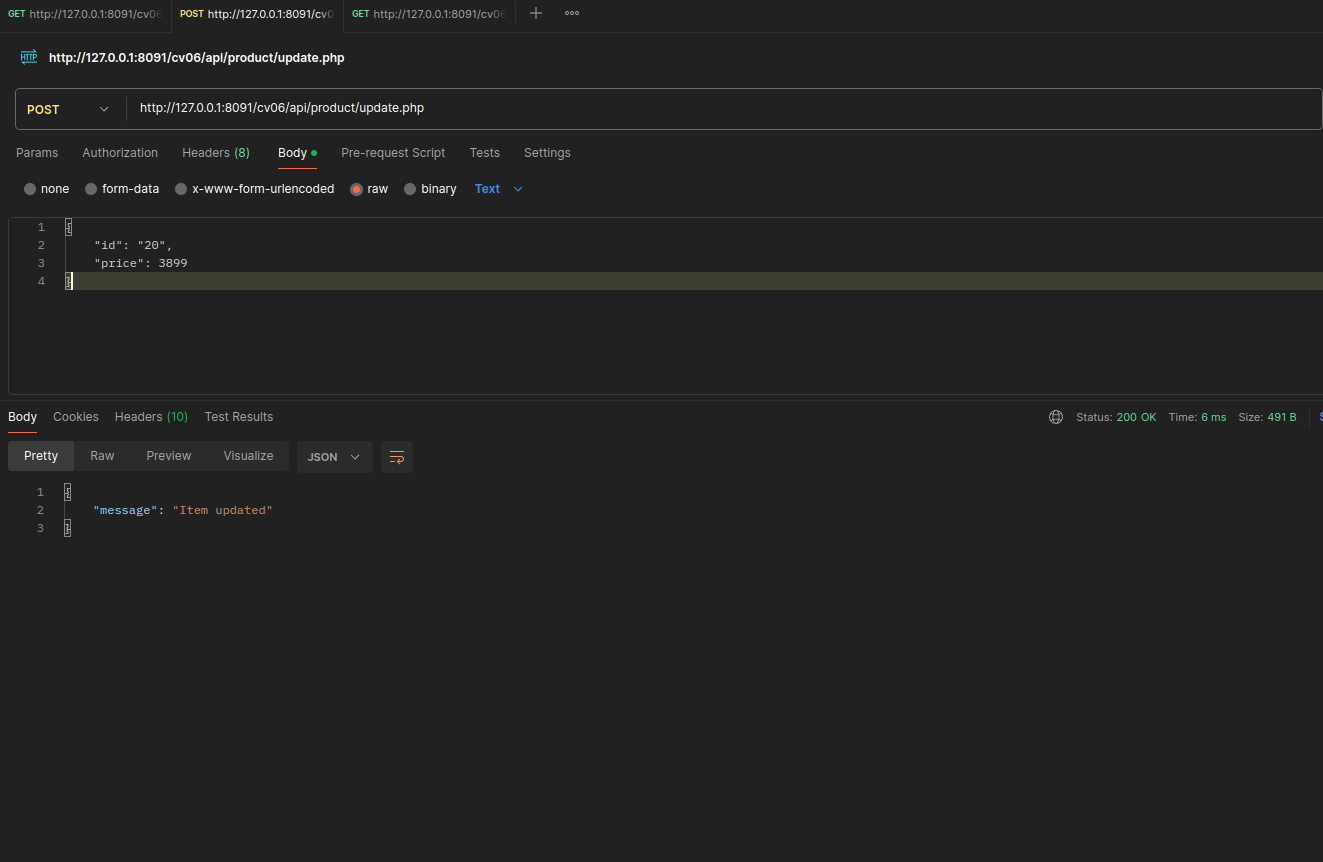 GET http://127.0.0.1:8091/cv06 POST http://127.0.0.1:8091/cv0 GET http://127.0.0.1:8091/cv06
HTTP http://127.0.0.1:8091/cv06/api/product/update.php
POST http://127.0.0.1:8091/cv06/api/product/update.php
Params Authorization Headers (8) Body Pre-request Script Tests Settings
none form-data x-www-form-urlencoded raw binary Text
1 {
2 "id": "20",
3 "price": 3899
4 }
Body Cookies Headers (10) Test Results Status: 200 OK Time: 6 ms Size: 491 B
Pretty Raw Preview Visualize JSON
1 {
2 "message": "Item updated"
3 }